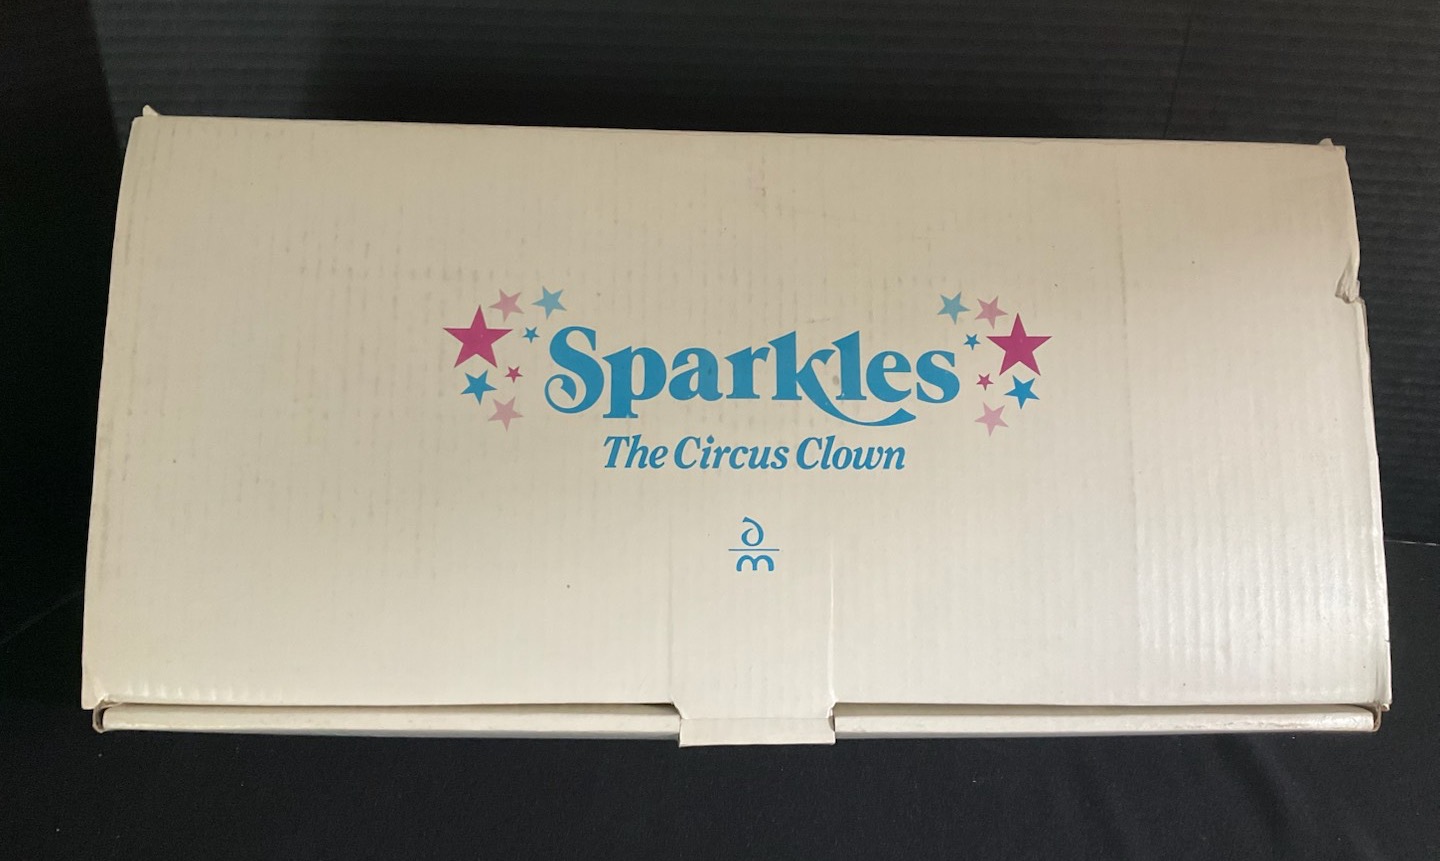 Sparkles
The Circus Clown
d
m